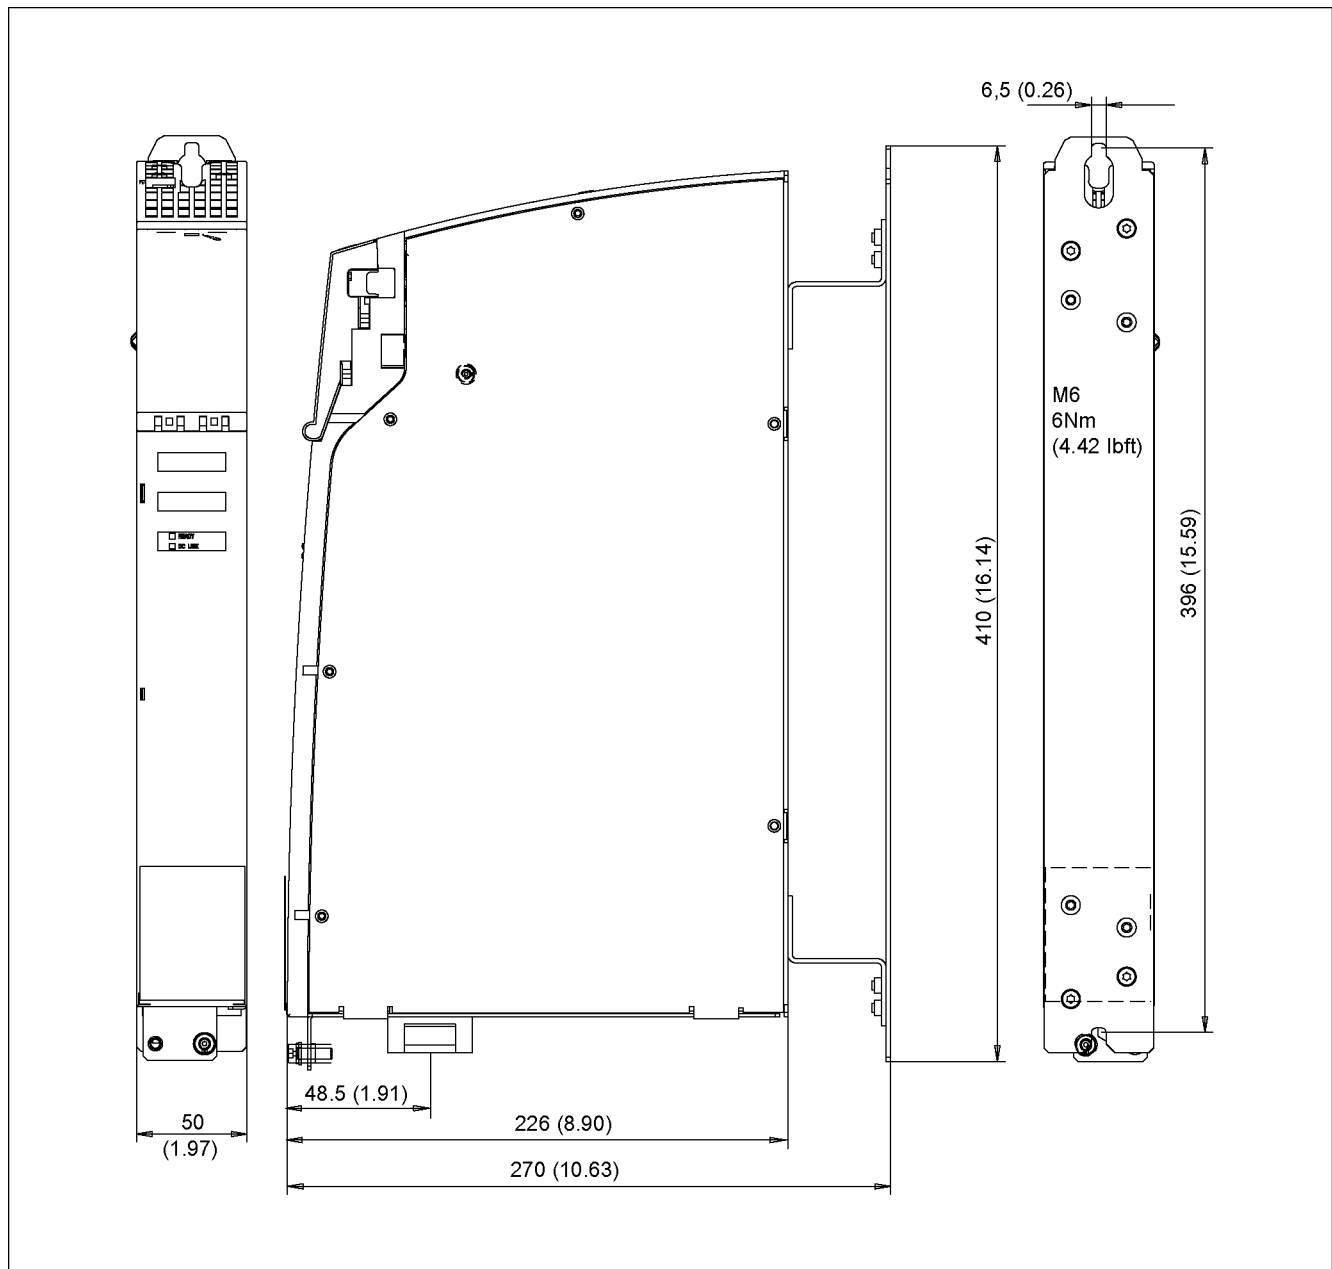 6,5 (0.26)
M6
6Nm
(4.42 lbft)
READY
DC LINK
410 (16.14)
396 (15.59)
48.5 (1.91)
50
(1.97)
226 (8.90)
270 (10.63)